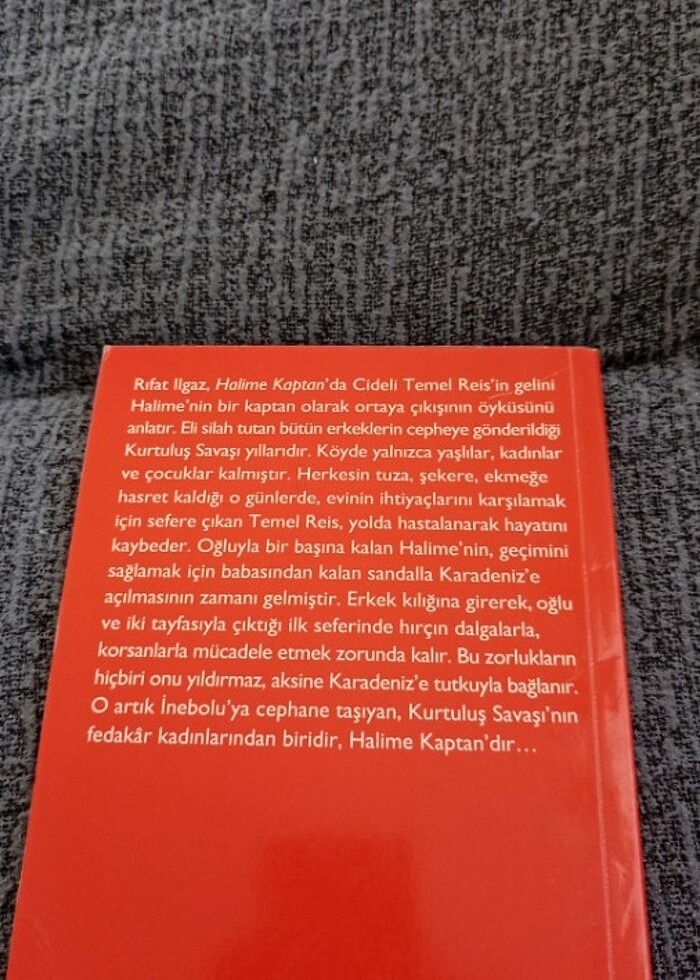 Rıfat Ilgaz, Halime Kaptan'da Cideli Temel Reis'in gelini
Halime'nin bir kaptan olarak ortaya çıkışının öyküsünü
anlatır. Eli silah tutan bütün erkeklerin cepheye gönderildiği
Kurtuluş Savaşı yıllarıdır. Köyde yalnızca yaşlılar, kadınlar
ve çocuklar kalmıştır. Herkesin tuza, şekere, ekmeğe
hasret kaldığı o günlerde, evinin ihtiyaçlarını karşılamak
için sefere çıkan Temel Reis, yolda hastalanarak hayatını
kaybeder. Oğluyla bir başına kalan Halime'nin, geçimini
sağlamak için babasından kalan sandalla Karadeniz'e
açılmasının zamanı gelmiştir. Erkek kılığına girerek, oğlu
ve iki tayfasıyla çıktığı ilk seferinde hırçın dalgalarla,
korsanlarla mücadele etmek zorunda kalır. Bu zorlukların
hiçbiri onu yıldırmaz, aksine Karadeniz'e tutkuyla bağlanır.
O artık İnebolu'ya cephane taşıyan, Kurtuluş Savaşı'nın
fedakâr kadınlarından biridir, Halime Kaptan'dır...